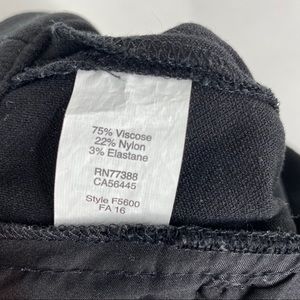 75% Viscose
22% Nylon
3% Elastane
RN77388
CA56445
Style F5600
FA 16